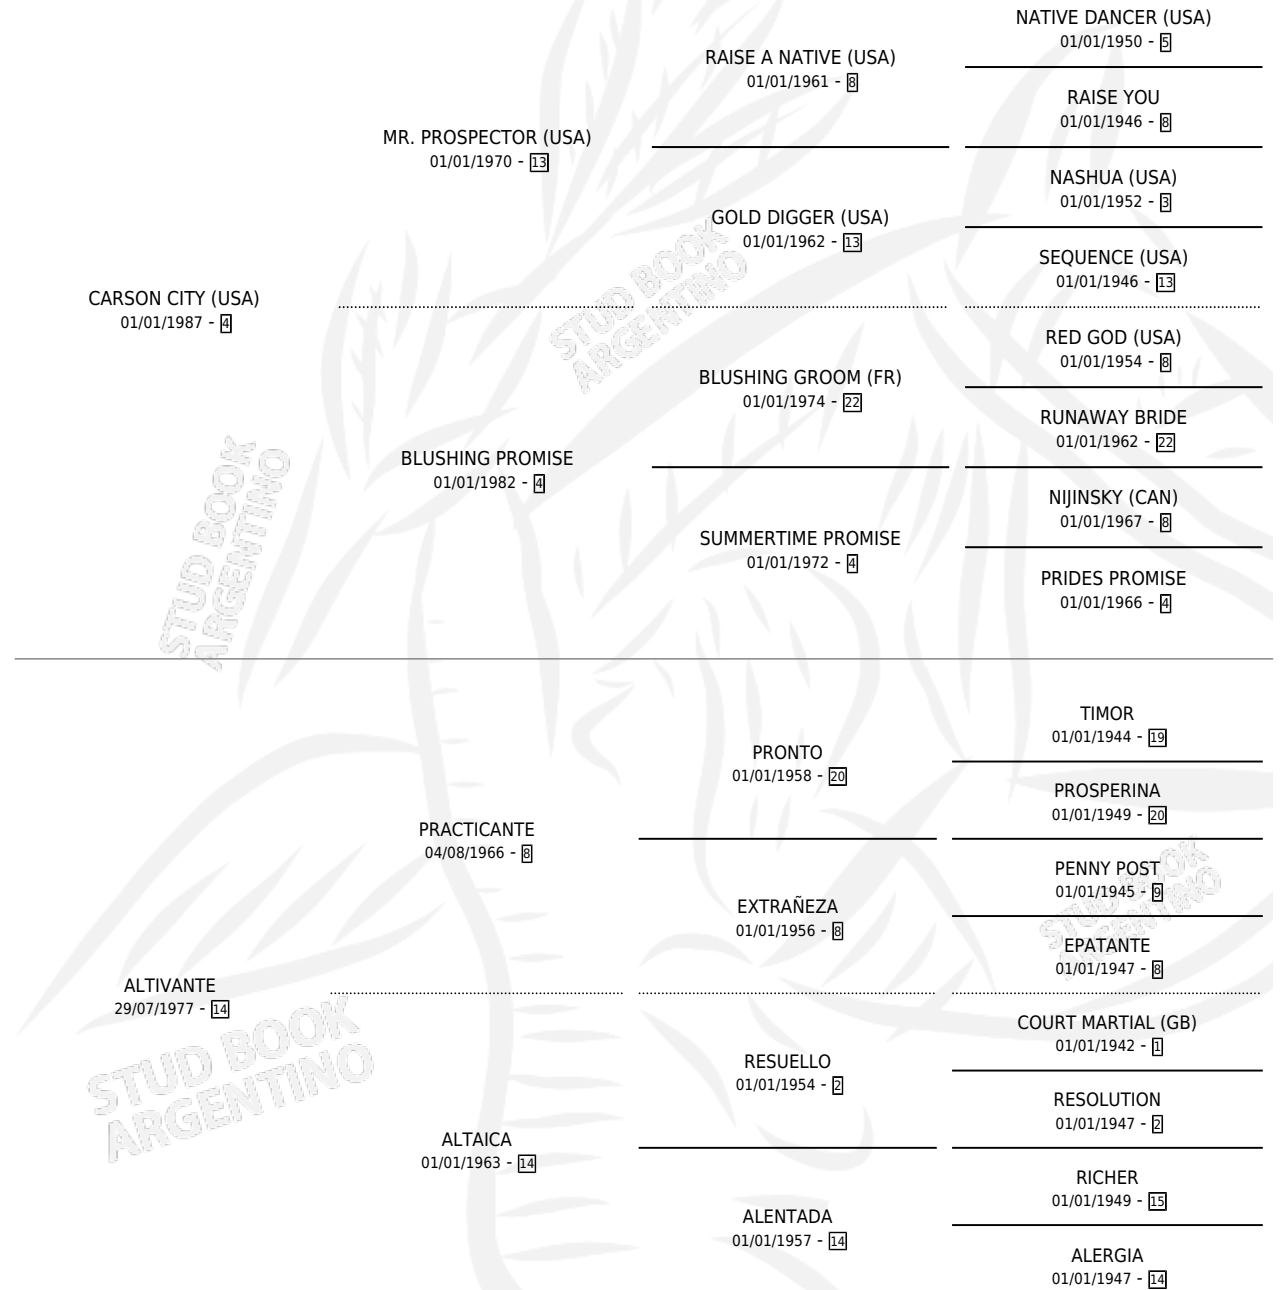 NATIVE DANCER (USA)
01/01/1950 - 5
RAISE A NATIVE (USA)
01/01/1961 - 8
RAISE YOU
01/01/1946 - 8
MR. PROSPECTOR (USA)
01/01/1970 - 13
NASHUA (USA)
01/01/1952 - 3
GOLD DIGGER (USA)
01/01/1962 - 13
SEQUENCE (USA)
01/01/1946 - 13
CARSON CITY (USA)
01/01/1987 - 4
RED GOD (USA)
01/01/1954 - 8
BLUSHING GROOM (FR)
01/01/1974 - 22
RUNAWAY BRIDE
01/01/1962 - 22
BLUSHING PROMISE
01/01/1982 - 4
NIJINSKY (CAN)
01/01/1967 - 8
SUMMERTIME PROMISE
01/01/1972 - 4
PRIDES PROMISE
01/01/1966 - 4
TIMOR
01/01/1944 - 19
PRONTO
01/01/1958 - 20
PROSPERINA
01/01/1949 - 20
PRACTICANTE
04/08/1966 - 8
PENNY POST
01/01/1945 - 9
EXTRAÑEZA
01/01/1956 - 8
EPATANTE
01/01/1947 - 8
ALTIVANTE
29/07/1977 - 14
COURT MARTIAL (GB)
01/01/1942 - 1
RESUELLO
01/01/1954 - 2
RESOLUTION
01/01/1947 - 2
ALTAICA
01/01/1963 - 14
RICHER
01/01/1949 - 15
ALENTADA
01/01/1957 - 14
ALERGIA
01/01/1947 - 14
STUD BOOK
ARGENTINO
STUD BOOK
ARGENTINO
STUD BOOK
ARGENTINO
STUD BOOK
ARGENTINO